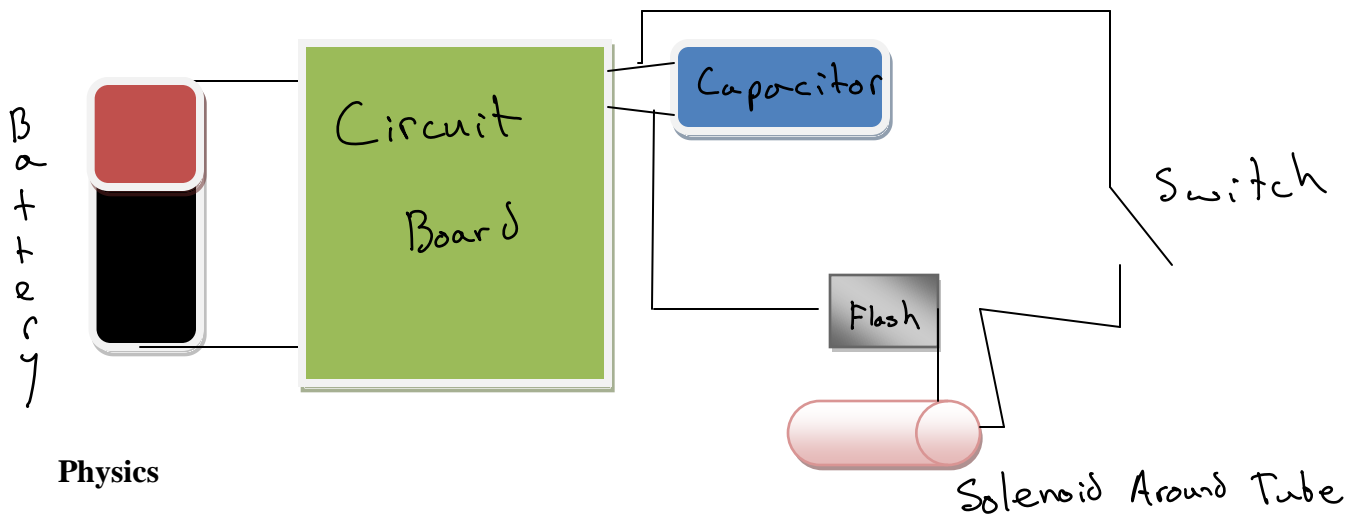 Battery
Circuit
Board
Capacitor
Switch
Flash
Physics
Solenoid Around Tube